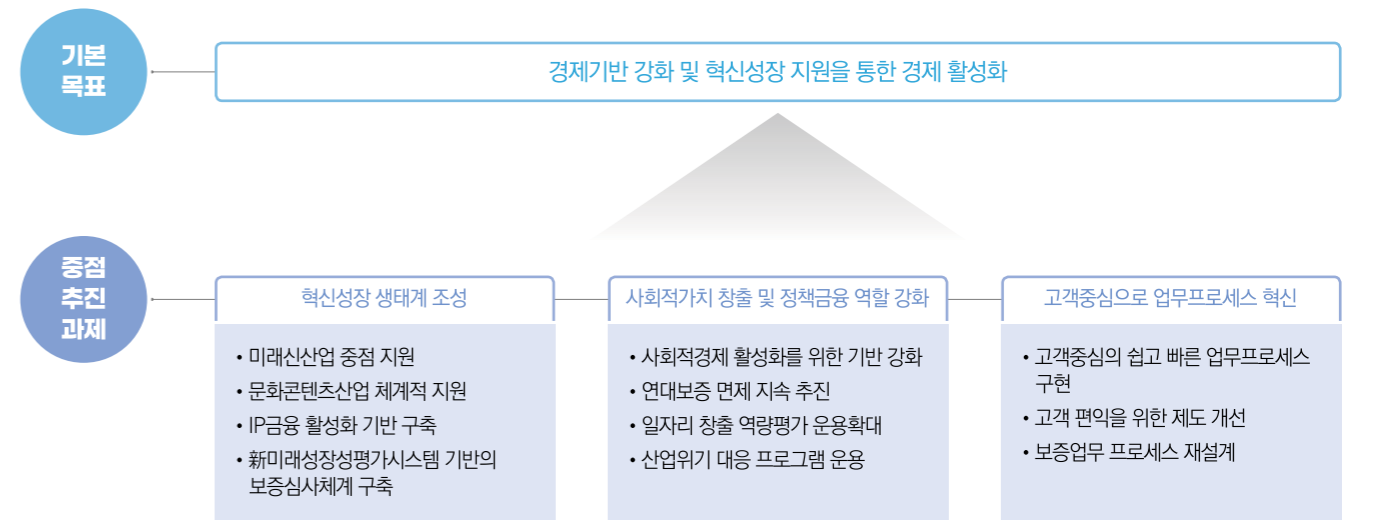 기본
목표
경제기반 강화 및 혁신성장 지원을 통한 경제 활성화
중점
추진
과제
혁신성장 생태계 조성
• 미래신산업 중점 지원
• 문화콘텐츠산업 체계적 지원
• IP금융 활성화 기반 구축
• 新미래성장성평가시스템 기반의
보증심사체계 구축
사회적가치 창출 및 정책금융 역할 강화
• 사회적경제 활성화를 위한 기반 강화
• 연대보증 면제 지속 추진
• 일자리 창출 역량평가 운용확대
• 산업위기 대응 프로그램 운용
고객중심으로 업무프로세스 혁신
• 고객중심의 쉽고 빠른 업무프로세스
구현
• 고객 편익을 위한 제도 개선
• 보증업무 프로세스 재설계